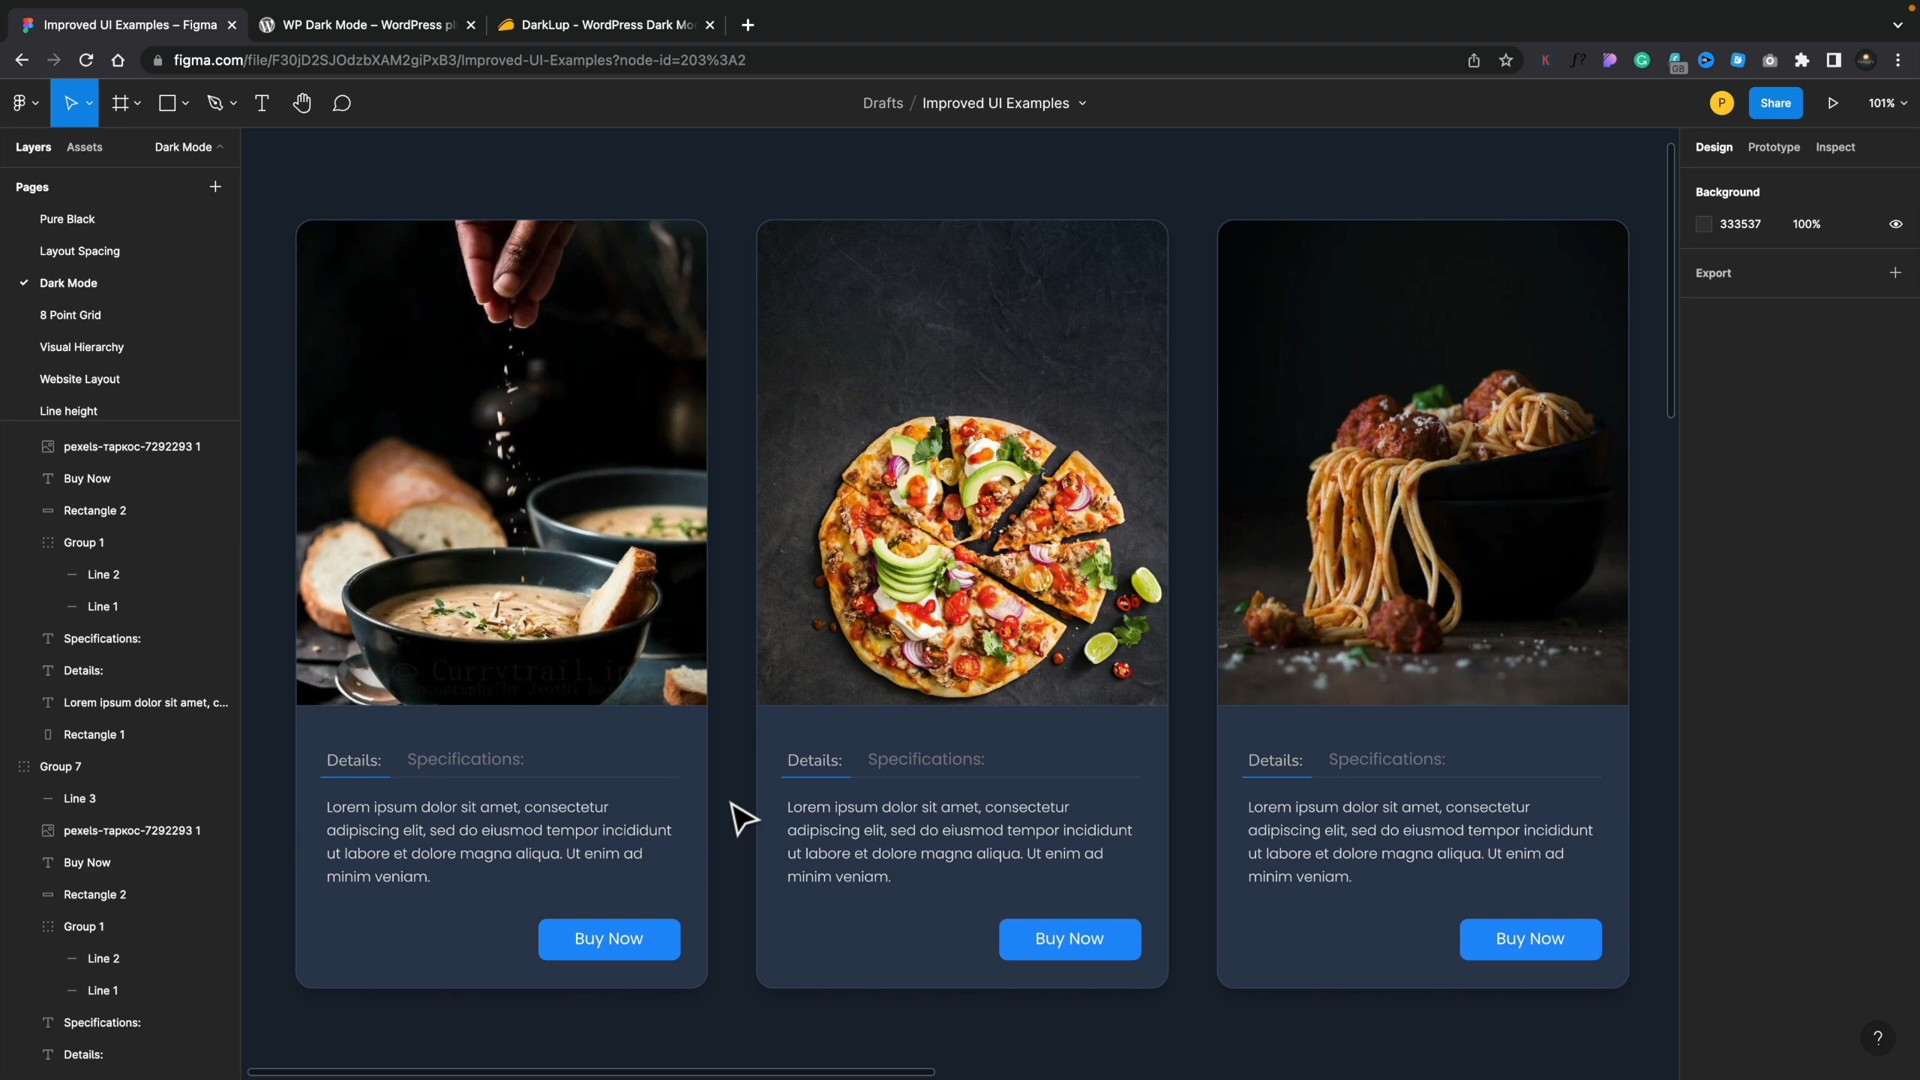 Improved UI Examples – Figma
WP Dark Mode – WordPress pl
DarkLup - WordPress Dark Mo
figma.com/file/F30jD2SJOdzbXAM2giPxB3/Improved-UI-Examples?node-id=203%3A2
K
f?
GB
Drafts / Improved UI Examples
P
Share
101%
Layers
Assets
Dark Mode
Design
Prototype
Inspect
Pages
Pure Black
Layout Spacing
Dark Mode
8 Point Grid
Visual Hierarchy
Website Layout
Line height
pexels-таркос-7292293 1
Buy Now
Rectangle 2
Group 1
Line 2
Line 1
Specifications:
Details:
Lorem ipsum dolor sit amet, c...
Rectangle 1
Group 7
Line 3
pexels-таркос-7292293 1
Buy Now
Rectangle 2
Group 1
Line 2
Line 1
Specifications:
Details:
© Currytrail.in
Details:
Specifications:
Lorem ipsum dolor sit amet, consectetur
adipiscing elit, sed do eiusmod tempor incididunt
ut labore et dolore magna aliqua. Ut enim ad
minim veniam.
Buy Now
Details:
Specifications:
Lorem ipsum dolor sit amet, consectetur
adipiscing elit, sed do eiusmod tempor incididunt
ut labore et dolore magna aliqua. Ut enim ad
minim veniam.
Buy Now
Details:
Specifications:
Lorem ipsum dolor sit amet, consectetur
adipiscing elit, sed do eiusmod tempor incididunt
ut labore et dolore magna aliqua. Ut enim ad
minim veniam.
Buy Now
Background
333537
100%
Export
?